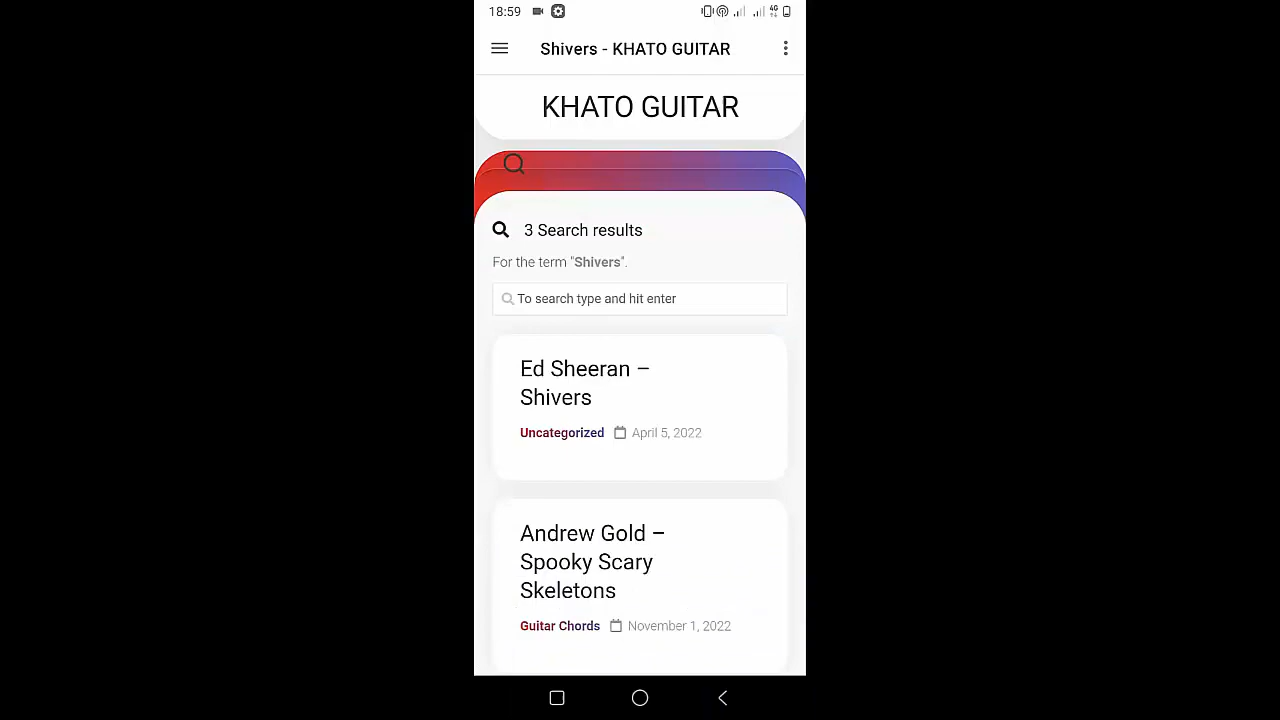 18:59
4G
Shivers - KHATO GUITAR
KHATO GUITAR
3 Search results
For the term "Shivers".
To search type and hit enter
Ed Sheeran –
Shivers
Uncategorized April 5, 2022
Andrew Gold –
Spooky Scary
Skeletons
Guitar Chords November 1, 2022